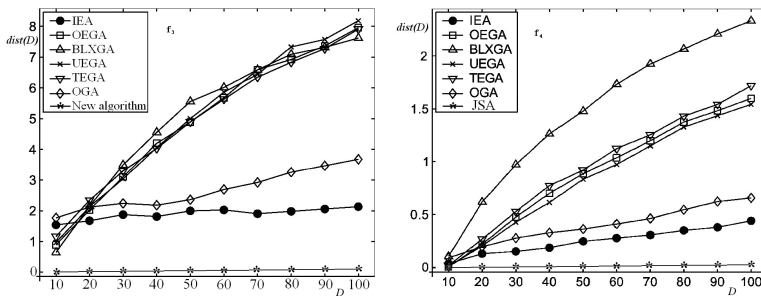 f₃
dist(D)
IEA
OEGA
BLXGA
UEGA
TEGA
OGA
New algorithm
8
7
6
5
4
3
2
1
0
10 20 30 40 50 60 70 80 90 100
D
f₄
dist(D)
IEA
OEGA
BLXGA
UEGA
TEGA
OGA
JSA
2
1.5
1
0.5
0
10 20 30 40 50 60 70 80 90 100
D